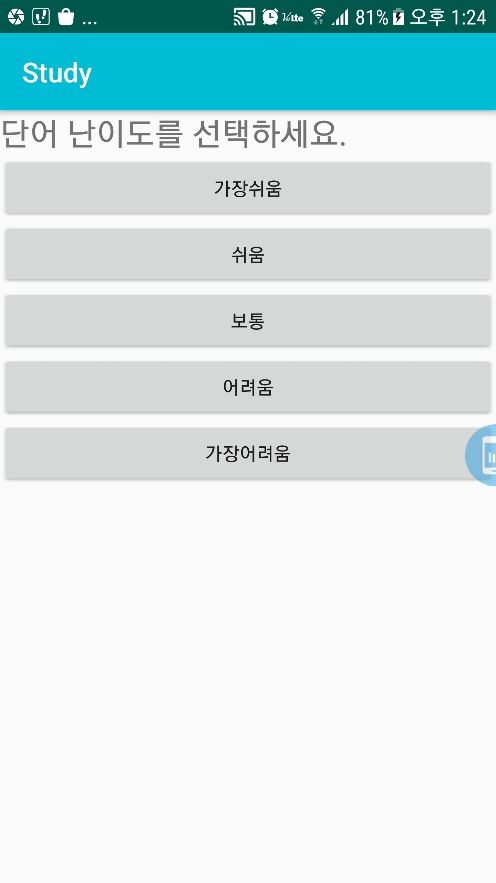 ... 81% 오후 1:24
Study
단어 난이도를 선택하세요.
가장쉬움
쉬움
보통
어려움
가장어려움